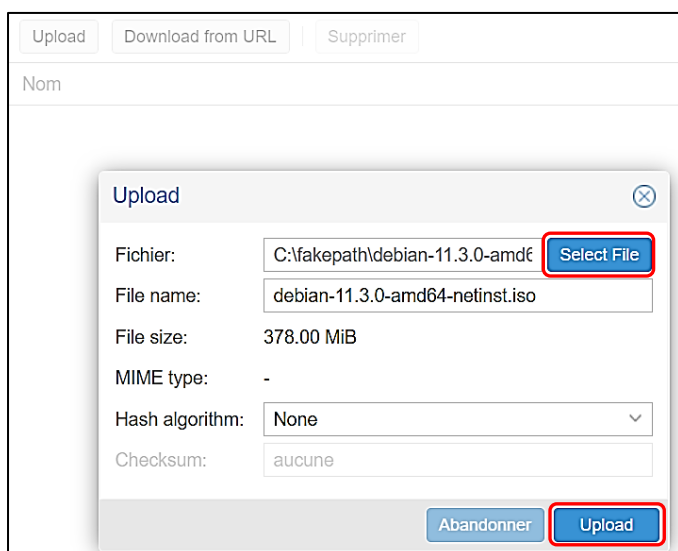 Upload Download from URL Supprimer
Nom
Upload
Fichier: C:\fakepath\debian-11.3.0-amd6 Select File
File name: debian-11.3.0-amd64-netinst.iso
File size: 378.00 MiB
MIME type: -
Hash algorithm: None
Checksum: aucune
Abandonner Upload